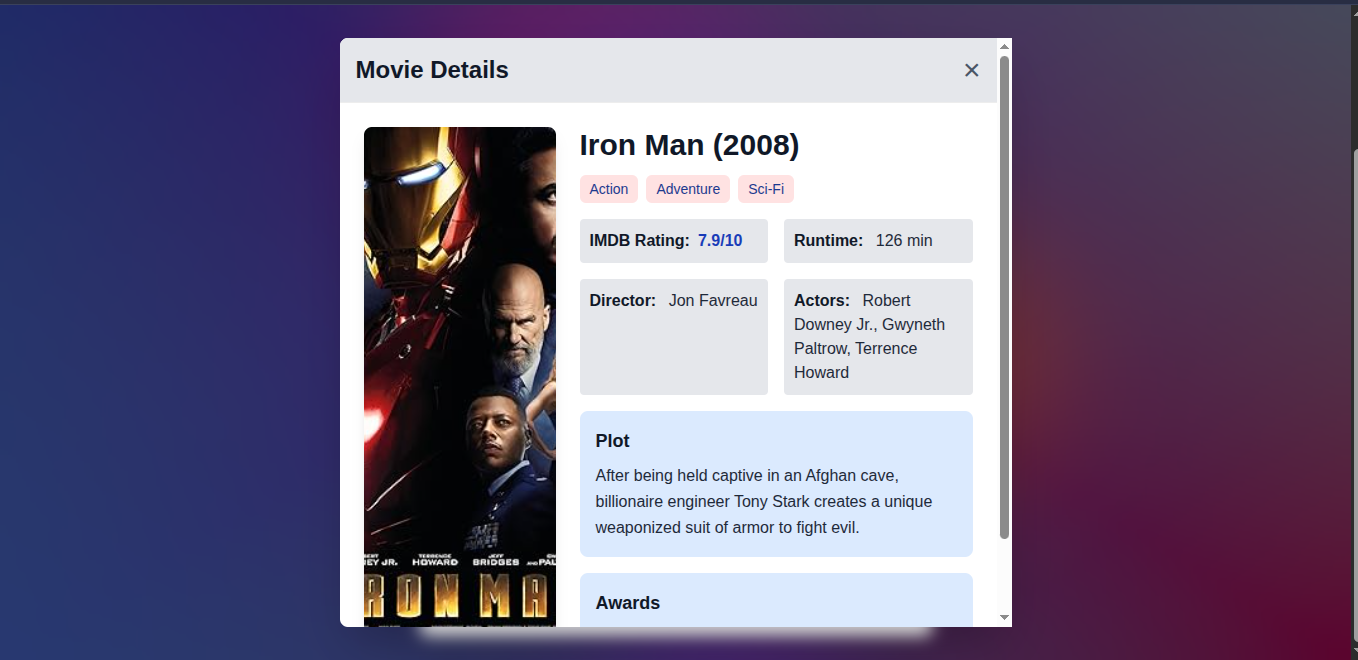 Movie Details
Iron Man (2008)
Action Adventure Sci-Fi
IMDB Rating: 7.9/10
Runtime: 126 min
Director: Jon Favreau
Actors: Robert
Downey Jr., Gwyneth
Paltrow, Terrence
Howard
Plot
After being held captive in an Afghan cave,
billionaire engineer Tony Stark creates a unique
weaponized suit of armor to fight evil.
Awards
EY JR. TERRENCE HOWARD JEFF BRIDGES AND PAL
RON MA